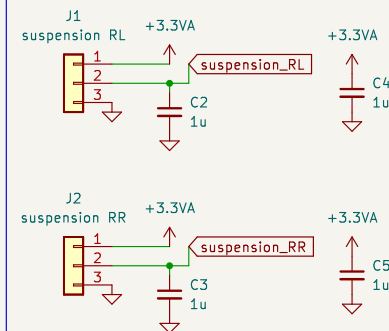 J1
suspension RL
+3.3VA
+3.3VA
1
2
3
suspension_RL
C2
1u
C4
1u
J2
suspension RR
+3.3VA
+3.3VA
1
2
3
suspension_RR
C3
1u
C5
1u